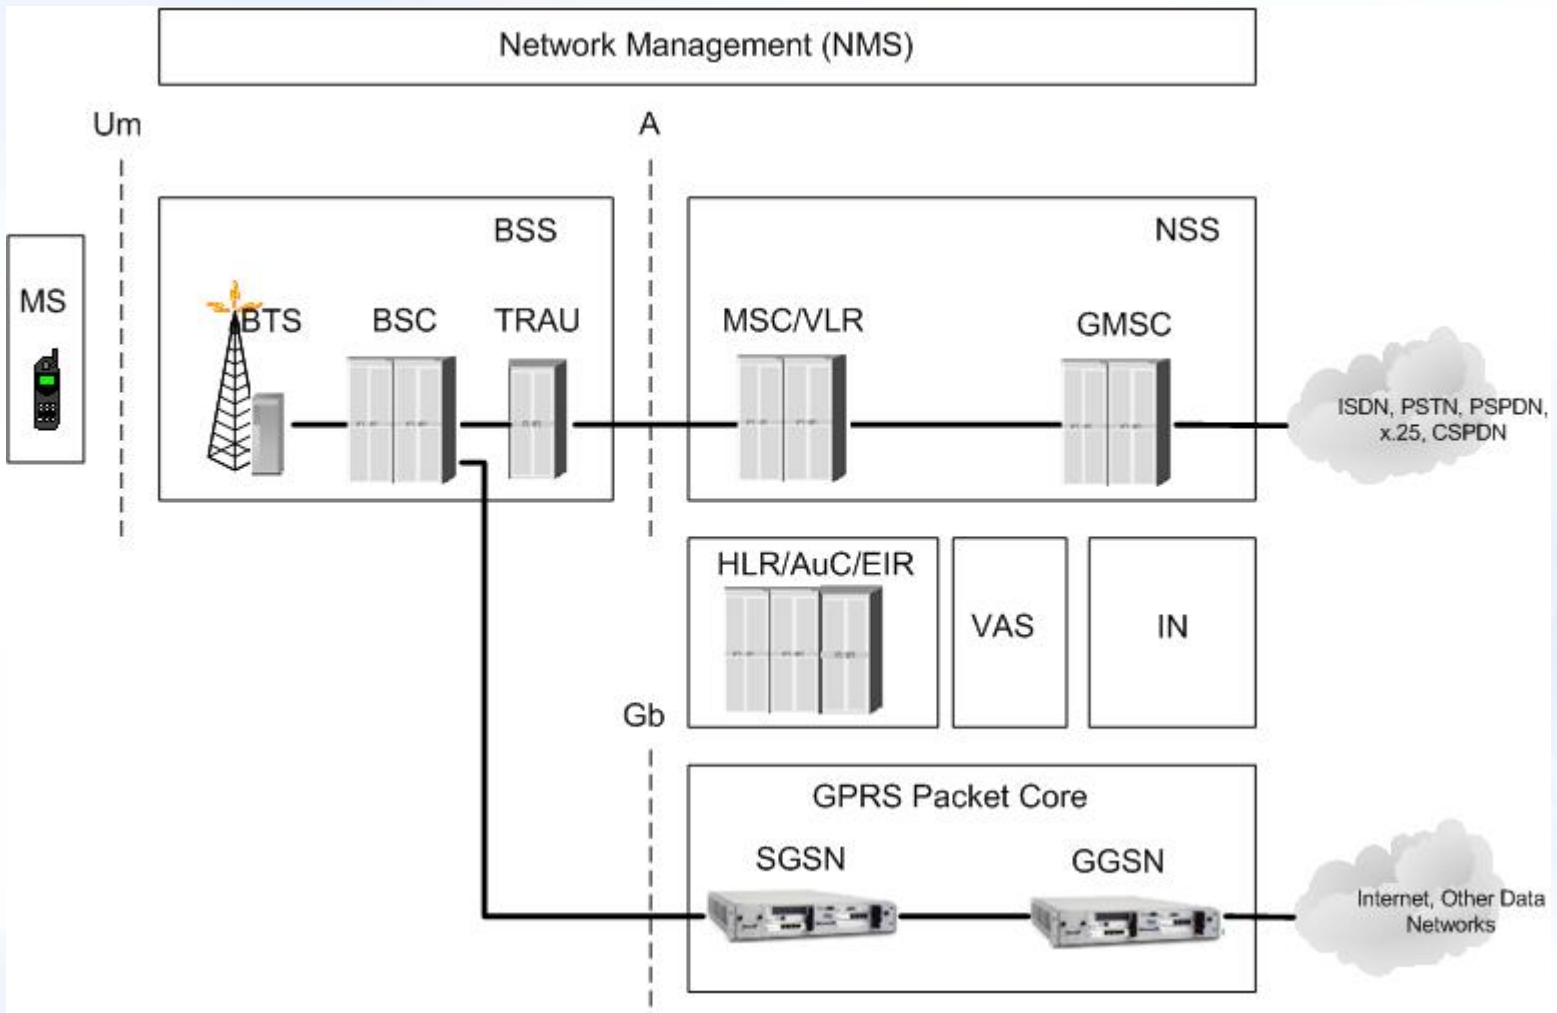 Network Management (NMS)
Um
A
BSS
NSS
MS
BTS
BSC
TRAU
MSC/VLR
GMSC
ISDN, PSTN, PSPDN,
x.25, CSPDN
HLR/AuC/EIR
VAS
IN
Gb
GPRS Packet Core
SGSN
GGSN
Internet, Other Data
Networks